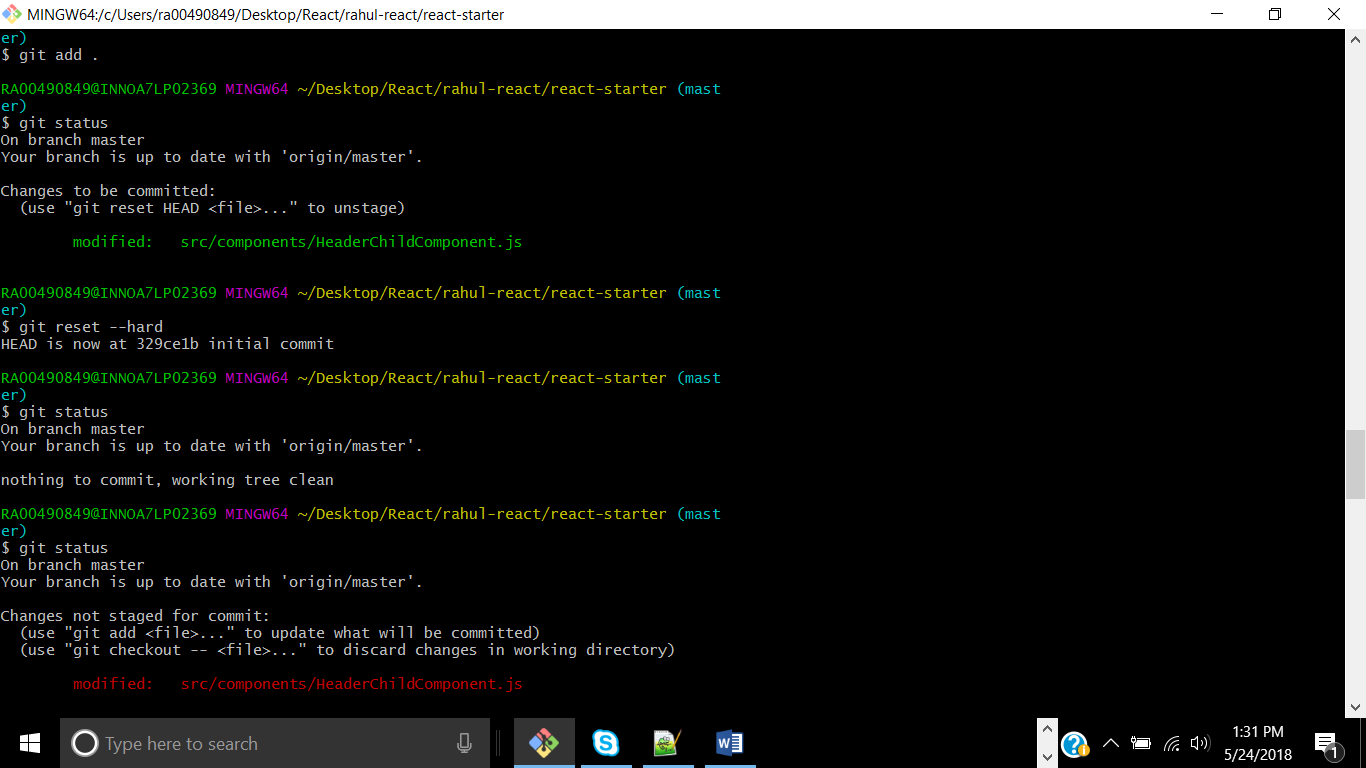 MINGW64:/c/Users/ra00490849/Desktop/React/rahul-react/react-starter
er)
$ git add .
RA00490849@INNOA7LP02369 MINGW64 ~/Desktop/React/rahul-react/react-starter (mast
er)
$ git status
On branch master
Your branch is up to date with 'origin/master'.
Changes to be committed:
  (use "git reset HEAD <file>..." to unstage)
        modified:   src/components/HeaderChildComponent.js
RA00490849@INNOA7LP02369 MINGW64 ~/Desktop/React/rahul-react/react-starter (mast
er)
$ git reset --hard
HEAD is now at 329ce1b initial commit
RA00490849@INNOA7LP02369 MINGW64 ~/Desktop/React/rahul-react/react-starter (mast
er)
$ git status
On branch master
Your branch is up to date with 'origin/master'.
nothing to commit, working tree clean
RA00490849@INNOA7LP02369 MINGW64 ~/Desktop/React/rahul-react/react-starter (mast
er)
$ git status
On branch master
Your branch is up to date with 'origin/master'.
Changes not staged for commit:
  (use "git add <file>..." to update what will be committed)
  (use "git checkout -- <file>..." to discard changes in working directory)
        modified:   src/components/HeaderChildComponent.js
Type here to search
1:31 PM
5/24/2018
1